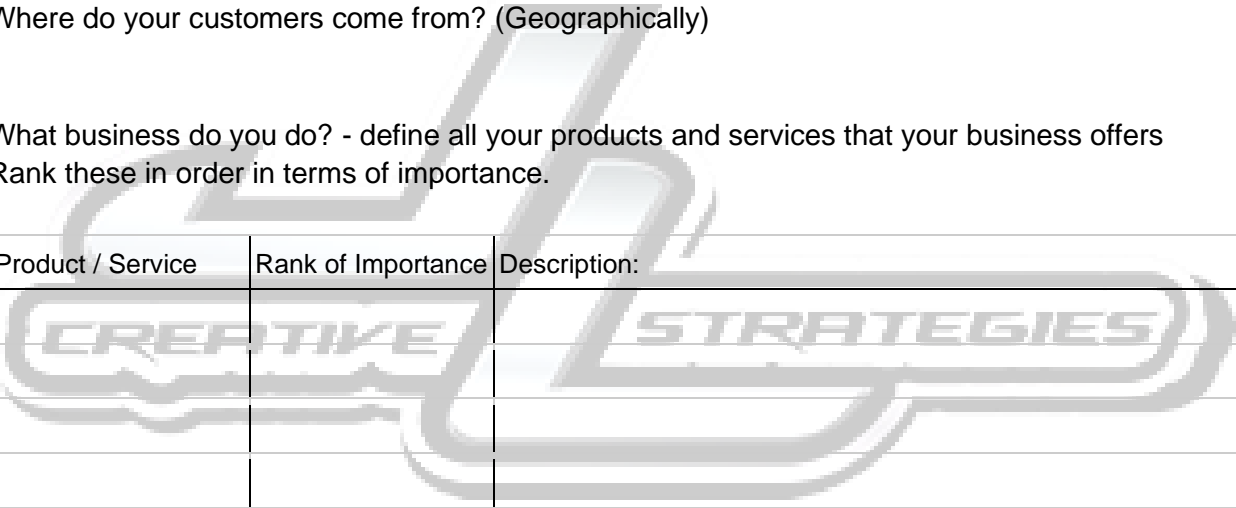 Where do your customers come from? (Geographically)
What business do you do? - define all your products and services that your business offers
Rank these in order in terms of importance.
Product / Service Rank of Importance Description:
CREATIVE STRATEGIES